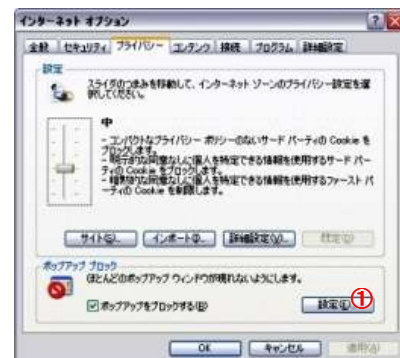 インターネット オプション
全般 セキュリティ プライバシー コンテンツ 接続 プログラム 詳細設定
設定
スライダのつまみを移動して、インターネット ゾーンのプライバシー設定を選
択してください。
中
- コンパクトなプライバシー ポリシーのないサード パーティの Cookie を
ブロックします。
- 明示的な同意なしに個人を特定できる情報を使用するサード パー
ティの Cookie をブロックします。
- 暗黙的な同意なしに個人を特定できる情報を使用するファースト パ
ーティの Cookie を制限します。
サイト(S)... インポート(I)... 詳細設定(V)... 既定(D)
ポップアップ ブロック
ほとんどのポップアップ ウィンドウが現れないようにします。
ポップアップをブロックする(B) 設定(E) ①
OK キャンセル 適用(A)